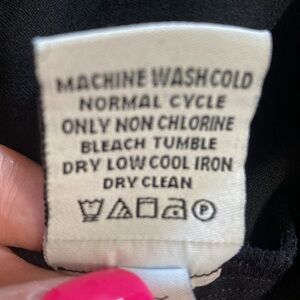 MACHINE WASH COLD
NORMAL CYCLE
ONLY NON CHLORINE
BLEACH TUMBLE
DRY LOW COOL IRON
DRY CLEAN
P